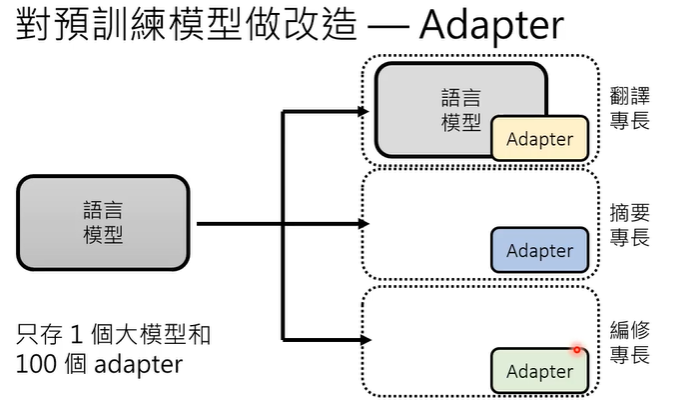 對預訓練模型做改造 — Adapter
語言
模型
語言
模型
Adapter
翻譯
專長
Adapter
摘要
專長
只存 1 個大模型和
100 個 adapter
Adapter
編修
專長